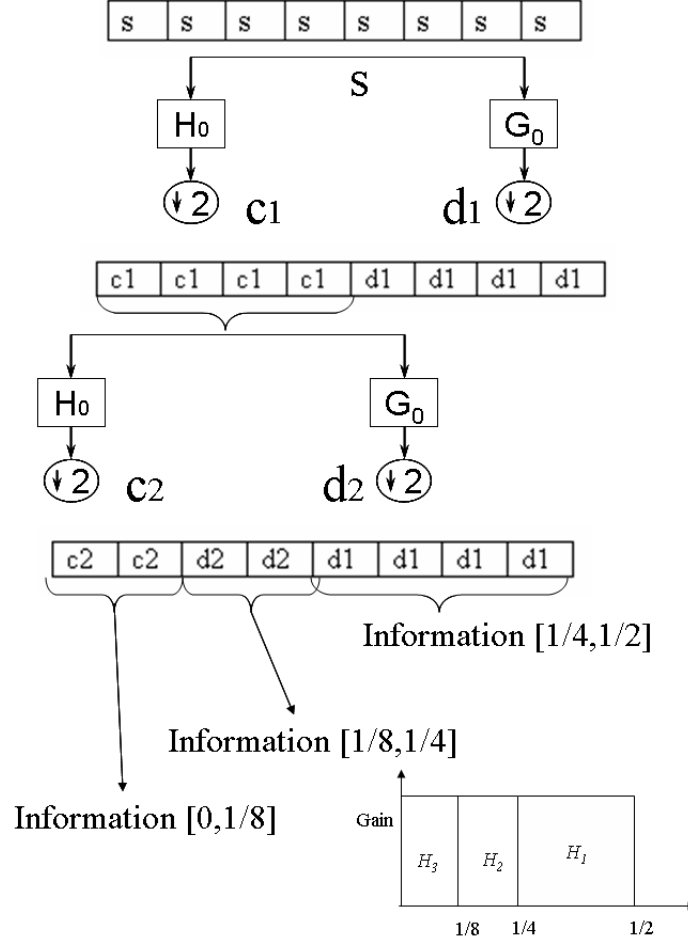 s s s s s s s s
S
H0 G0
↓2 c1 d1 ↓2
c1 c1 c1 c1 d1 d1 d1 d1
H0 G0
↓2 c2 d2 ↓2
c2 c2 d2 d2 d1 d1 d1 d1
Information [1/4,1/2]
Information [1/8,1/4]
Information [0,1/8]
Gain
H3 H2 H1
1/8 1/4 1/2